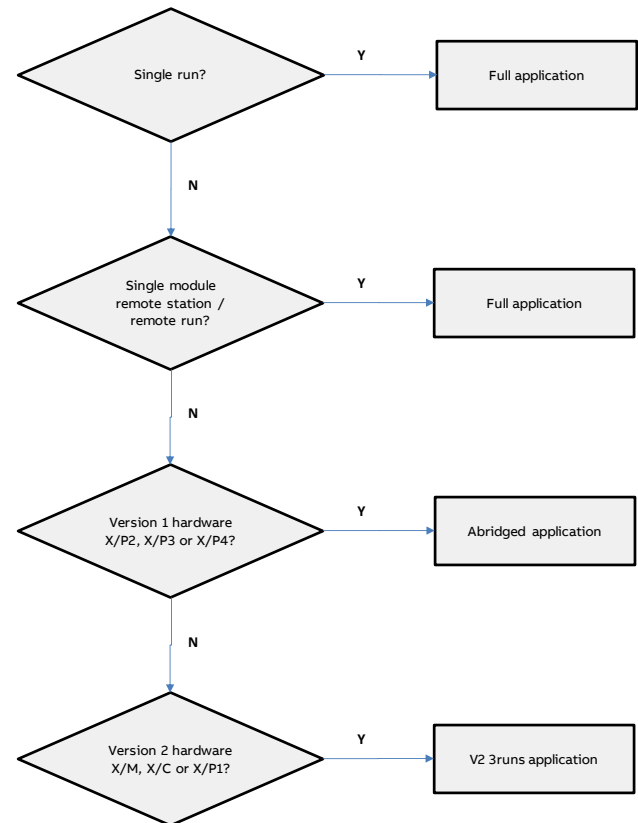 Single run?
Y
Full application
N
Single module
remote station /
remote run?
Y
Full application
N
Version 1 hardware
X/P2, X/P3 or X/P4?
Y
Abridged application
N
Version 2 hardware
X/M, X/C or X/P1?
Y
V2 3runs application